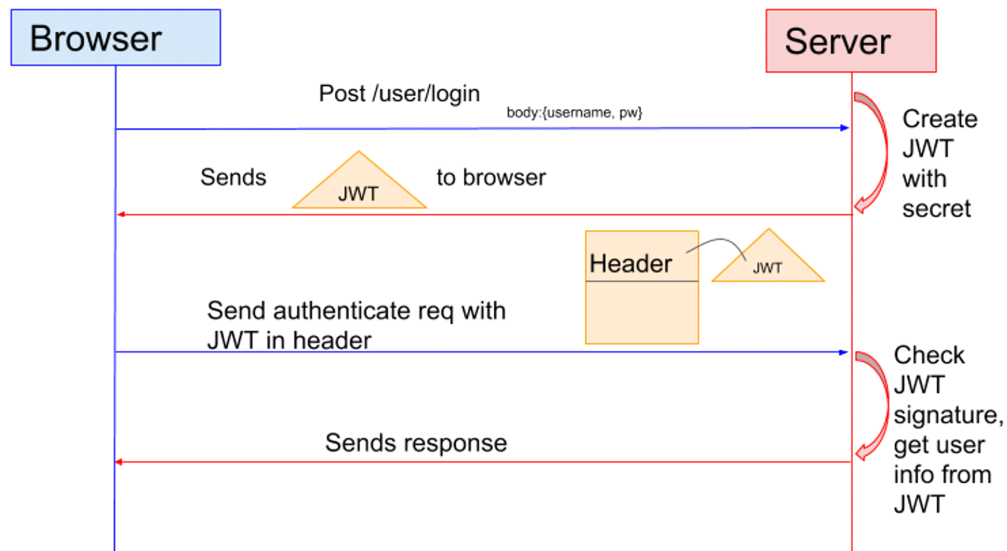 Browser
Server
Post /user/login
body:{username, pw}
Create
JWT
with
secret
Sends
JWT
to browser
Header
JWT
Send authenticate req with
JWT in header
Check
JWT
signature,
get user
info from
JWT
Sends response